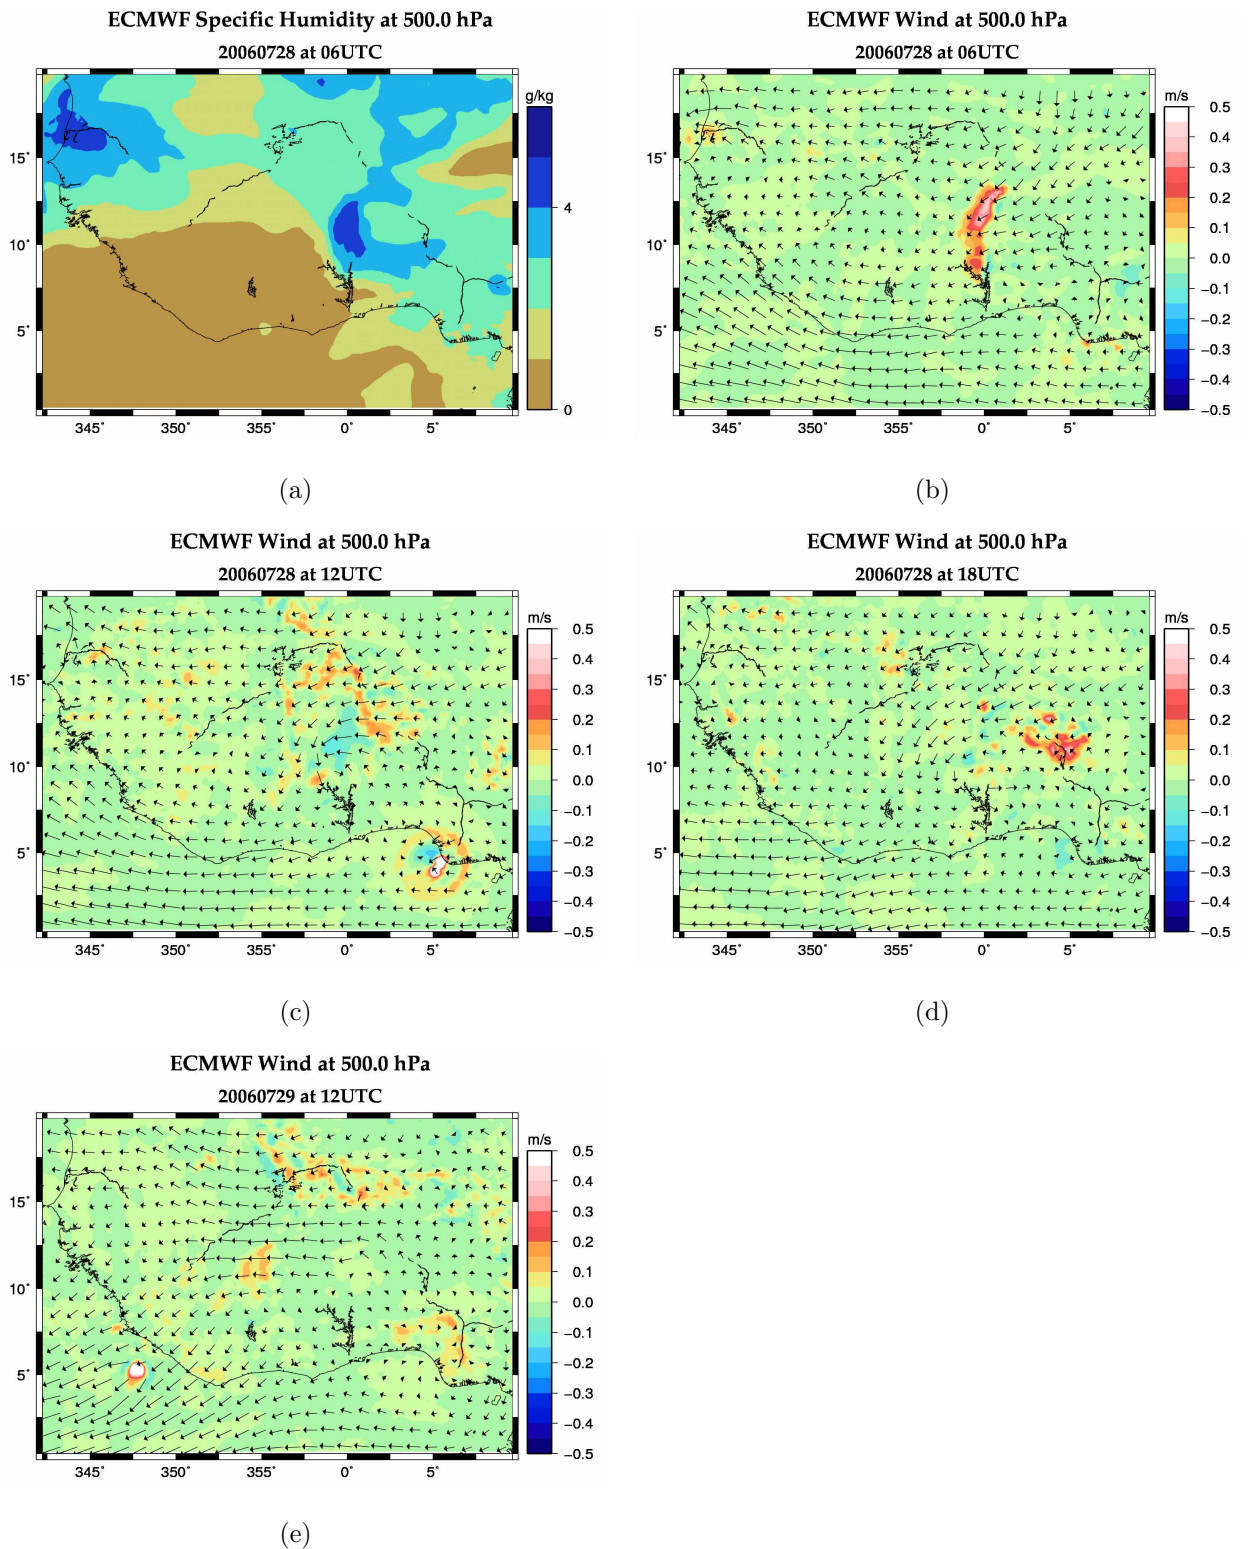 ECMWF Specific Humidity at 500.0 hPa
20060728 at 06UTC
g/kg
15°
10°
5°
4
0
345° 350° 355° 0° 5°
(a)
ECMWF Wind at 500.0 hPa
20060728 at 06UTC
m/s
15°
10°
5°
0.5
0.4
0.3
0.2
0.1
0.0
−0.1
−0.2
−0.3
−0.4
−0.5
345° 350° 355° 0° 5°
(b)
ECMWF Wind at 500.0 hPa
20060728 at 12UTC
m/s
15°
10°
5°
0.5
0.4
0.3
0.2
0.1
0.0
−0.1
−0.2
−0.3
−0.4
−0.5
345° 350° 355° 0° 5°
(c)
ECMWF Wind at 500.0 hPa
20060728 at 18UTC
m/s
15°
10°
5°
0.5
0.4
0.3
0.2
0.1
0.0
−0.1
−0.2
−0.3
−0.4
−0.5
345° 350° 355° 0° 5°
(d)
ECMWF Wind at 500.0 hPa
20060729 at 12UTC
m/s
15°
10°
5°
0.5
0.4
0.3
0.2
0.1
0.0
−0.1
−0.2
−0.3
−0.4
−0.5
345° 350° 355° 0° 5°
(e)